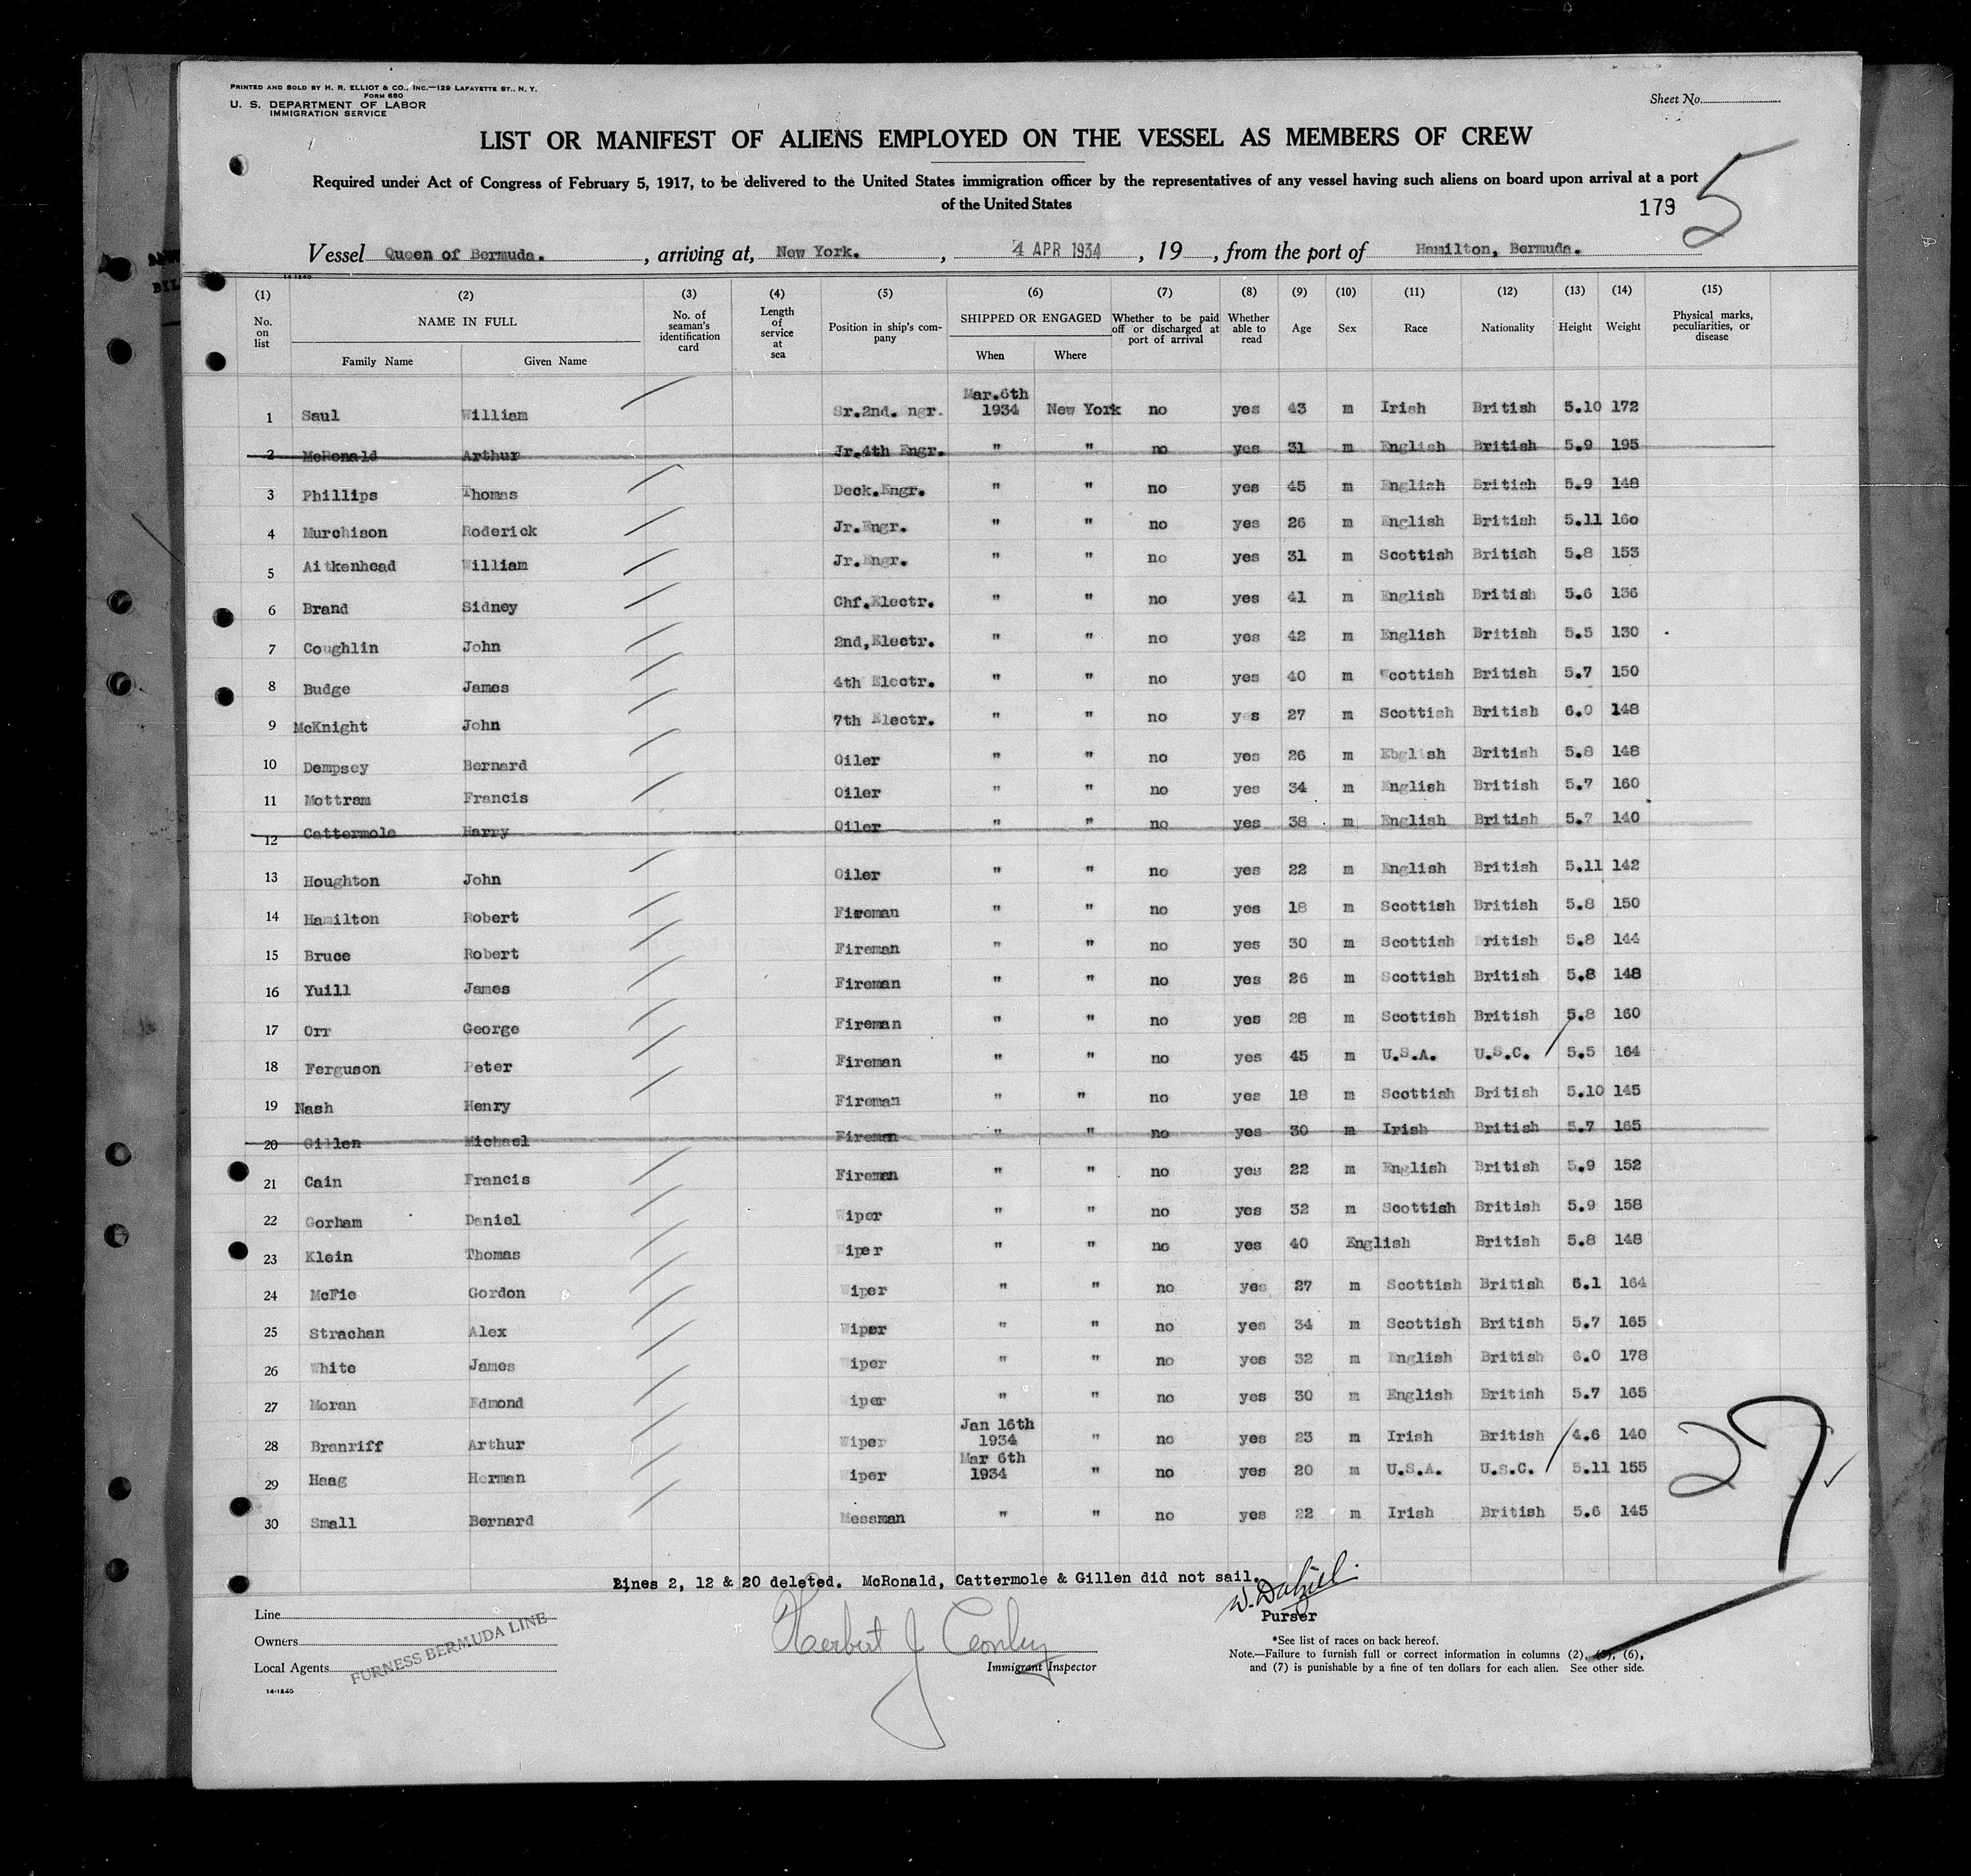 PRINTED AND SOLD BY H. R. ELLIOT & CO., INC.—129 LAFAYETTE ST., N. Y.
FORM 680
U. S. DEPARTMENT OF LABOR
IMMIGRATION SERVICE
Sheet No.
LIST OR MANIFEST OF ALIENS EMPLOYED ON THE VESSEL AS MEMBERS OF CREW
Required under Act of Congress of February 5, 1917, to be delivered to the United States immigration officer by the representatives of any vessel having such aliens on board upon arrival at a port
of the United States
179 5
Vessel Queen of Bermuda. , arriving at, New York. , 4 APR 1934 , 19 , from the port of Hamilton, Bermuda.
14-1240
(1) (2) (3) (4) (5) (6) (7) (8) (9) (10) (11) (12) (13) (14) (15)
No. on list NAME IN FULL Family Name Given Name No. of seaman's identification card Length of service at sea Position in ship's company SHIPPED OR ENGAGED When Where Whether to be paid off or discharged at port of arrival Whether able to read Age Sex Race Nationality Height Weight Physical marks, peculiarities, or disease
1 Saul William Sr.2nd. ngr. Mar.6th 1934 New York no yes 43 m Irish British 5.10 172
2 McRonald Arthur Jr.4th Engr. " " no yes 31 m English British 5.9 195
3 Phillips Thomas Deck.Engr. " " no yes 45 m English British 5.9 148
4 Murchison Roderick Jr.Engr. " " no yes 26 m English British 5.11 160
5 Aitkenhead William Jr.Engr. " " no yes 31 m Scottish British 5.8 153
6 Brand Sidney Chf.Electr. " " no yes 41 m English British 5.6 136
7 Coughlin John 2nd,Electr. " " no yes 42 m English British 5.5 130
8 Budge James 4th Electr. " " no yes 40 m Scottish British 5.7 150
9 McKnight John 7th Electr. " " no yes 27 m Scottish British 6.0 148
10 Dempsey Bernard Oiler " " no yes 26 m Ebglish British 5.8 148
11 Mottram Francis Oiler " " no yes 34 m English British 5.7 160
12 Cattermole Harry Oiler " " no yes 38 m English British 5.7 140
13 Houghton John Oiler " " no yes 22 m English British 5.11 142
14 Hamilton Robert Fireman " " no yes 18 m Scottish British 5.8 150
15 Bruce Robert Fireman " " no yes 30 m Scottish British 5.8 144
16 Yuill James Fireman " " no yes 26 m Scottish British 5.8 148
17 Orr George Fireman " " no yes 28 m Scottish British 5.8 160
18 Ferguson Peter Fireman " " no yes 45 m U.S.A. U.S.C. 5.5 164
19 Nash Henry Fireman " " no yes 18 m Scottish British 5.10 145
20 Gillen Michael Fireman " " no yes 30 m Irish British 5.7 165
21 Cain Francis Fireman " " no yes 22 m English British 5.9 152
22 Gorham Daniel Wiper " " no yes 32 m Scottish British 5.9 158
23 Klein Thomas Wiper " " no yes 40 English British 5.8 148
24 McFie Gordon Wiper " " no yes 27 m Scottish British 6.1 164
25 Strachan Alex Wiper " " no yes 34 m Scottish British 5.7 165
26 White James Wiper " " no yes 32 m English British 6.0 178
27 Moran Edmond iper " " no yes 30 m English British 5.7 165
28 Branriff Arthur Wiper Jan 16th 1934 " no yes 23 m Irish British 4.6 140
29 Haag Herman Wiper Mar 6th 1934 " no yes 20 m U.S.A. U.S.C. 5.11 155
30 Small Bernard Messman " " no yes 22 m Irish British 5.6 145
27
Lines 2, 12 & 20 deleted. McRonald, Cattermole & Gillen did not sail.
Purser
Line
Owners
Local Agents
FURNESS BERMUDA LINE
14-1240
Herbert J Conley
Immigrant Inspector
*See list of races on back hereof.
Note.—Failure to furnish full or correct information in columns (2), (5), (6),
and (7) is punishable by a fine of ten dollars for each alien. See other side.